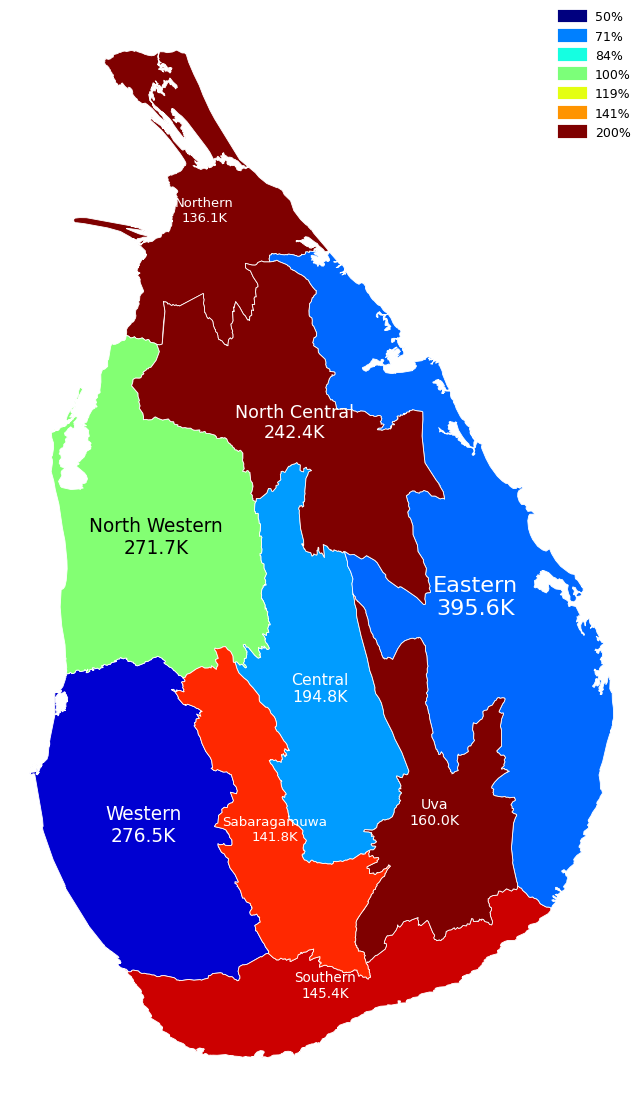 50%
71%
84%
100%
119%
141%
200%
Northern
136.1K
North Central
242.4K
North Western
271.7K
Eastern
395.6K
Central
194.8K
Western
276.5K
Sabaragamuwa
141.8K
Uva
160.0K
Southern
145.4K